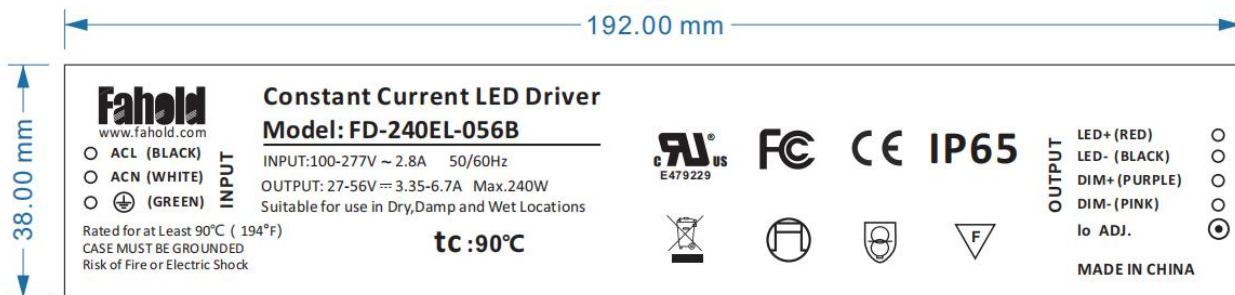 192.00 mm
38.00 mm
Fahold
www.fahold.com
ACL (BLACK)
ACN (WHITE)
(GREEN)
INPUT
Rated for at Least 90℃ ( 194°F)
CASE MUST BE GROUNDED
Risk of Fire or Electric Shock
Constant Current LED Driver
Model: FD-240EL-056B
INPUT:100-277V ~ 2.8A 50/60Hz
OUTPUT: 27-56V⎓3.35-6.7A Max.240W
Suitable for use in Dry,Damp and Wet Locations
tc :90℃
c RU ® US
E479229
FC
CE
IP65
F
OUTPUT
LED+ (RED)
LED- (BLACK)
DIM+ (PURPLE)
DIM- (PINK)
Io ADJ.
MADE IN CHINA